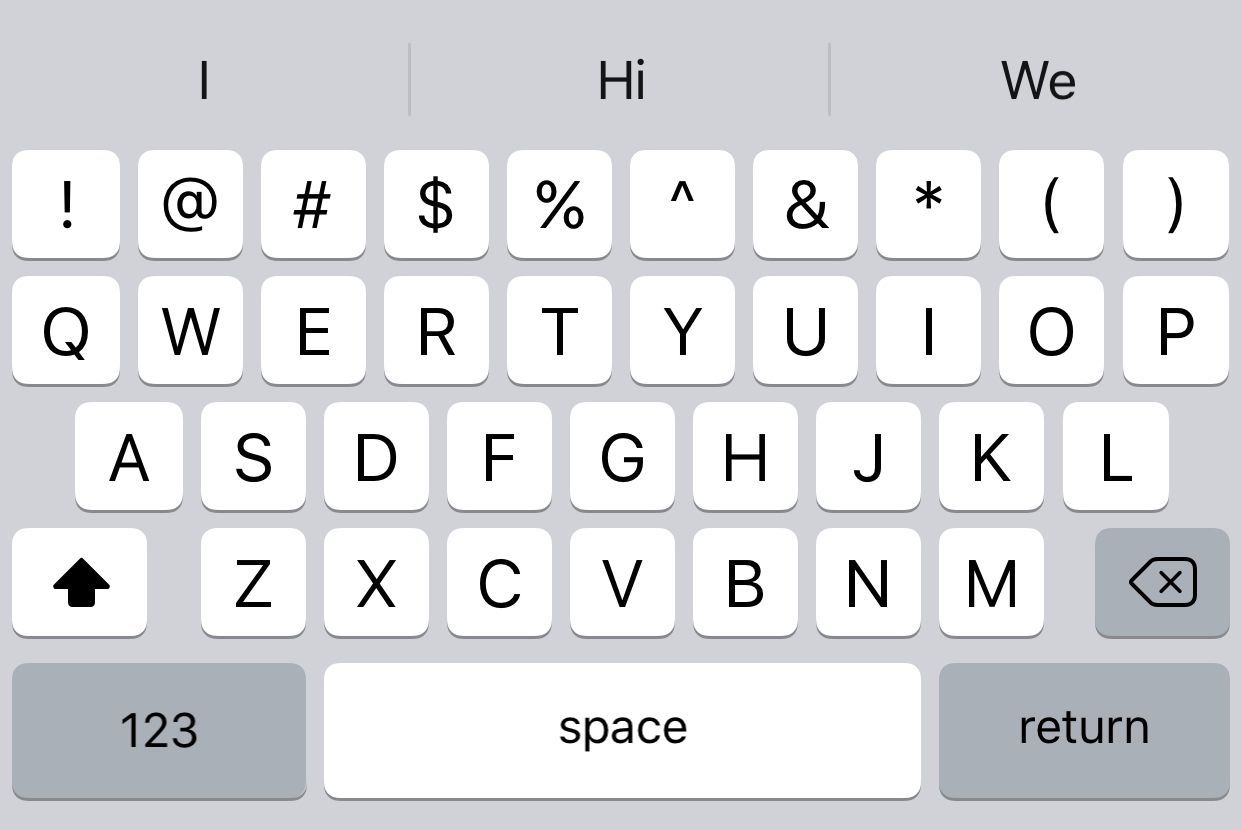 I Hi We
! @ # $ % ^ & * ( )
Q W E R T Y U I O P
A S D F G H J K L
Z X C V B N M
123 space return